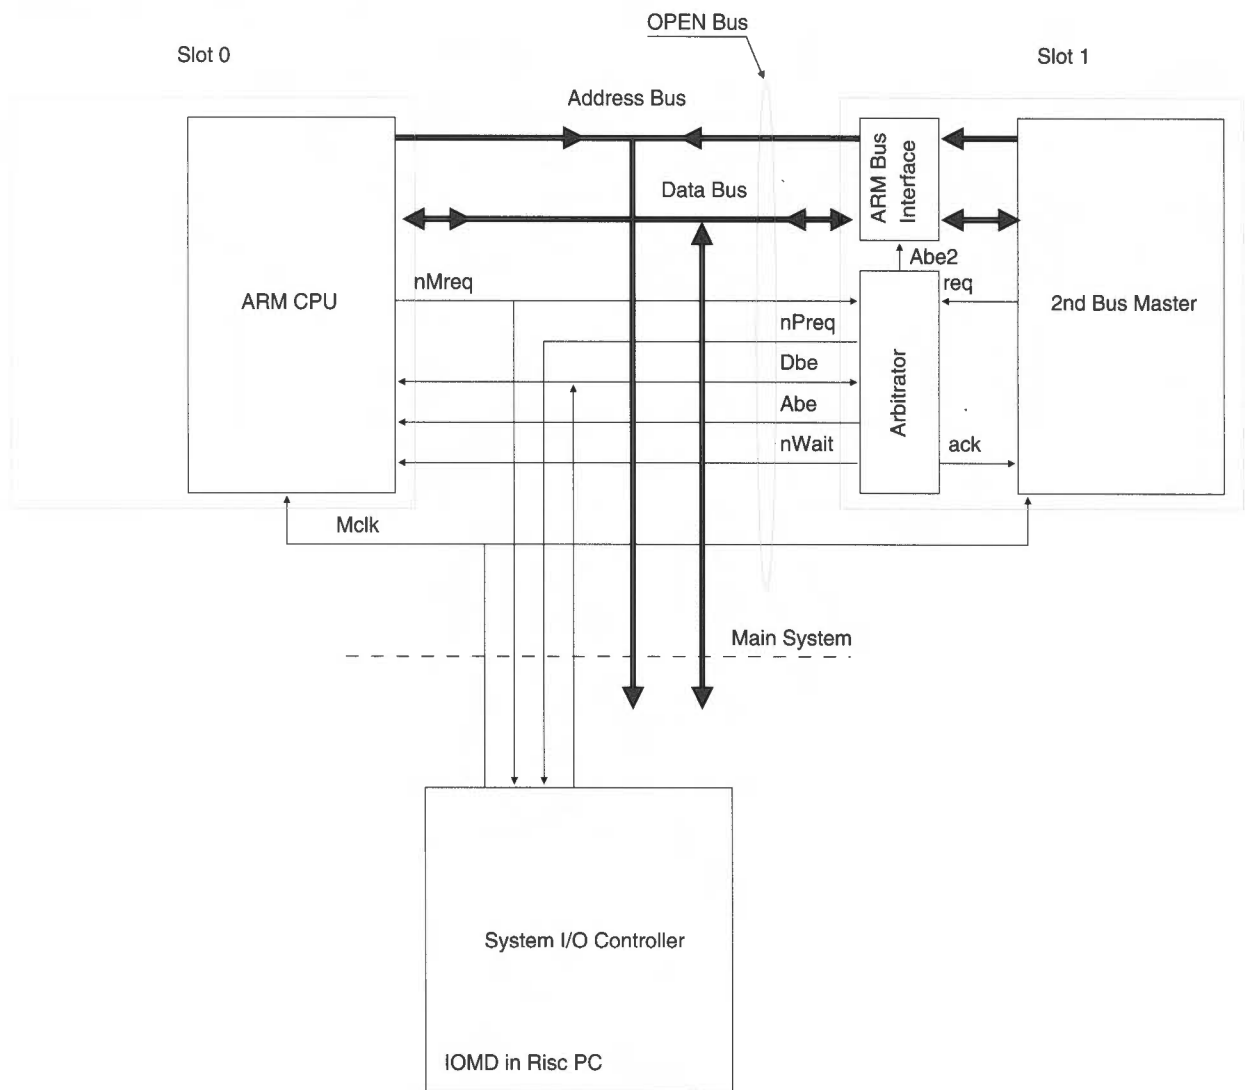 OPEN Bus
Slot 0
Slot 1
Address Bus
Data Bus
ARM Bus
Interface
Abe2
ARM CPU
nMreq
req
2nd Bus Master
nPreq
Dbe
Abe
Arbitrator
nWait
ack
Mclk
Main System
System I/O Controller
IOMD in Risc PC